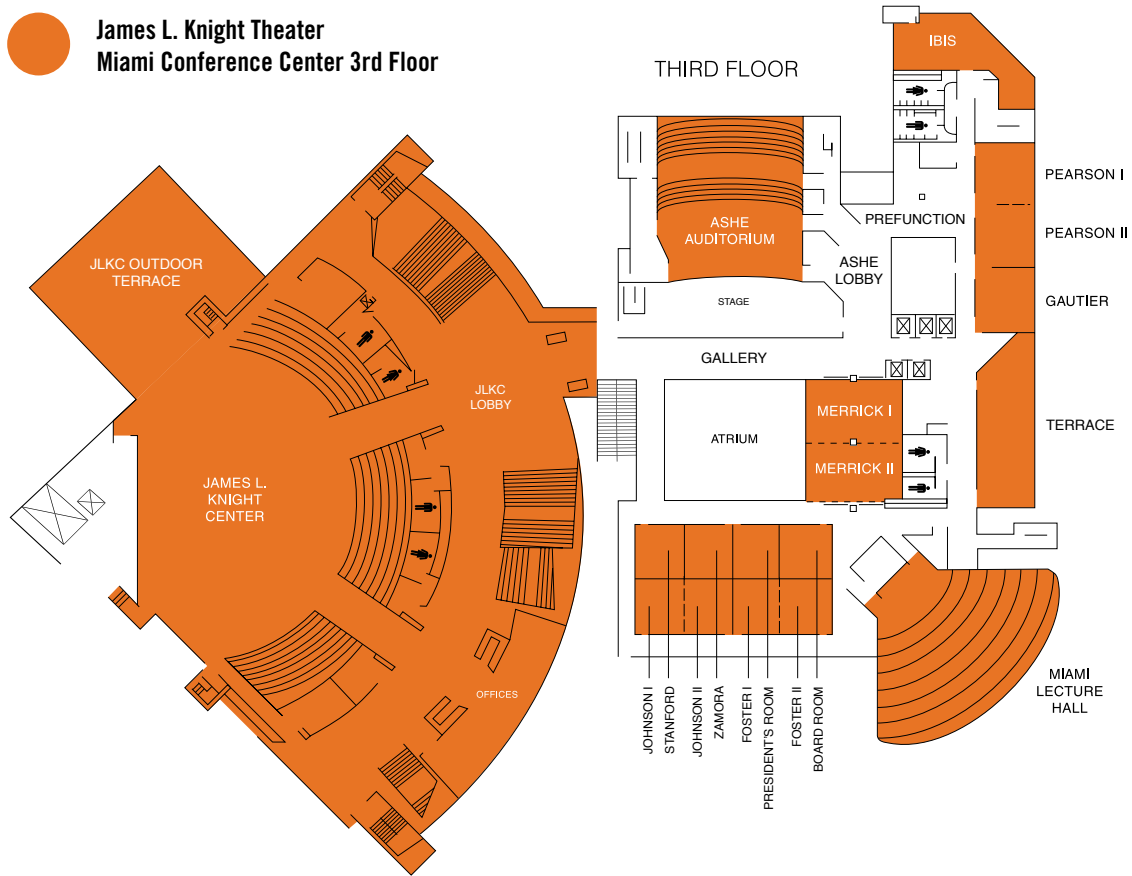 James L. Knight Theater
Miami Conference Center 3rd Floor
THIRD FLOOR
IBIS
PEARSON I
PREFUNCTION
PEARSON II
ASHE
AUDITORIUM
ASHE
LOBBY
JLKC OUTDOOR
TERRACE
STAGE
GAUTIER
GALLERY
JLKC
LOBBY
MERRICK I
TERRACE
ATRIUM
MERRICK II
JAMES L.
KNIGHT
CENTER
OFFICES
MIAMI
LECTURE
HALL
JOHNSON I
STANFORD
JOHNSON II
ZAMORA
FOSTER I
PRESIDENT'S ROOM
FOSTER II
BOARD ROOM